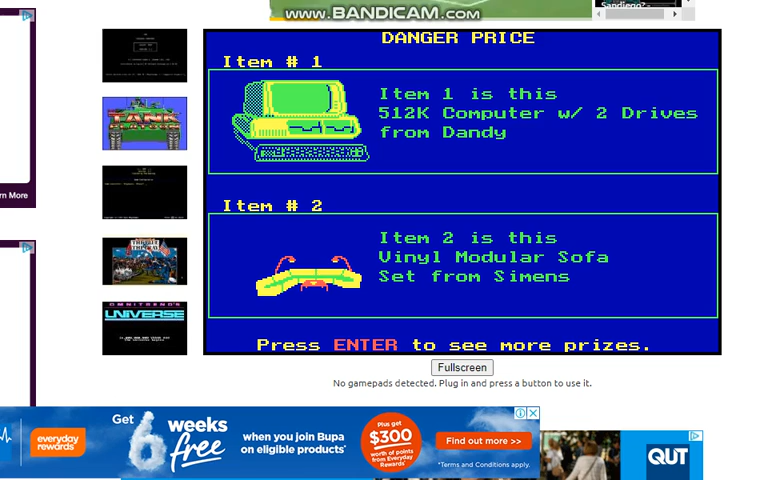 www.BANDICAM.com
Sandiego? -
DANGER PRICE
Item # 1
Item 1 is this
512K Computer w/ 2 Drives
from Dandy
Item # 2
Item 2 is this
Vinyl Modular Sofa
Set from Simens
Press ENTER to see more prizes.
TANK
OMNITREND'S
UNIVERSE
rn More
Fullscreen
No gamepads detected. Plug in and press a button to use it.
everyday
rewards
Get
6 weeks
free
when you join Bupa
on eligible products*
Plus get
$300
worth of points
from Everyday
Rewards
Find out more >>
*Terms and Conditions apply.
QUT